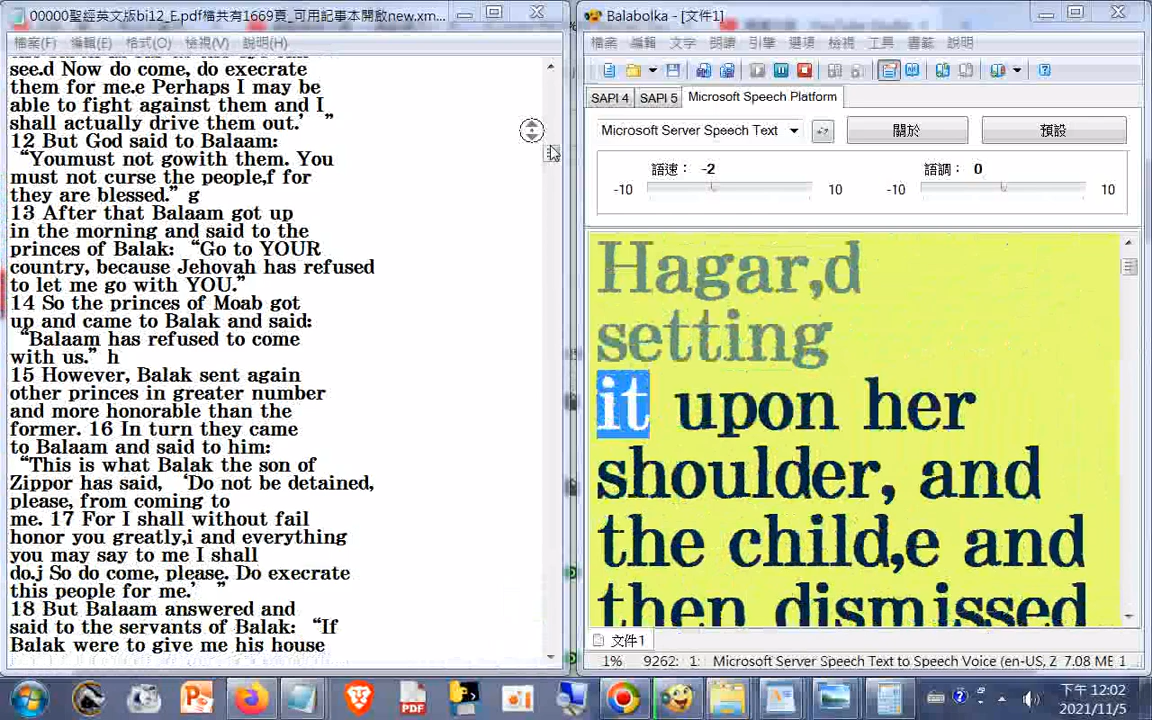 00000聖經英文版bi12_E.pdf檔共有1669頁_可用記事本開啟new.xm...
檔案(F) 編輯(E) 格式(O) 檢視(V) 說明(H)
see.d Now do come, do execrate
them for me.e Perhaps I may be
able to fight against them and I
shall actually drive them out.’ ”
12 But God said to Balaam:
“Youmust not gowith them. You
must not curse the people,f for
they are blessed.” g
13 After that Balaam got up
in the morning and said to the
princes of Balak: “Go to YOUR
country, because Jehovah has refused
to let me go with YOU.”
14 So the princes of Moab got
up and came to Balak and said:
“Balaam has refused to come
with us.” h
15 However, Balak sent again
other princes in greater number
and more honorable than the
former. 16 In turn they came
to Balaam and said to him:
“This is what Balak the son of
Zippor has said, ‘Do not be detained,
please, from coming to
me. 17 For I shall without fail
honor you greatly,i and everything
you may say to me I shall
do.j So do come, please. Do execrate
this people for me.’ ”
18 But Balaam answered and
said to the servants of Balak: “If
Balak were to give me his house
Balabolka - [文件1]
檔案 編輯 文字 朗讀 引擎 選項 檢視 工具 書籤 說明
SAPI 4 SAPI 5 Microsoft Speech Platform
Microsoft Server Speech Text 關於 預設
語速: -2 語調: 0
-10 10 -10 10
Hagar,d
setting
it upon her
shoulder, and
the child,e and
then dismissed
文件1
1% 9262: 1: Microsoft Server Speech Text to Speech Voice (en-US, Z 7.08 MB 1
PDF
下午 12:02
2021/11/5